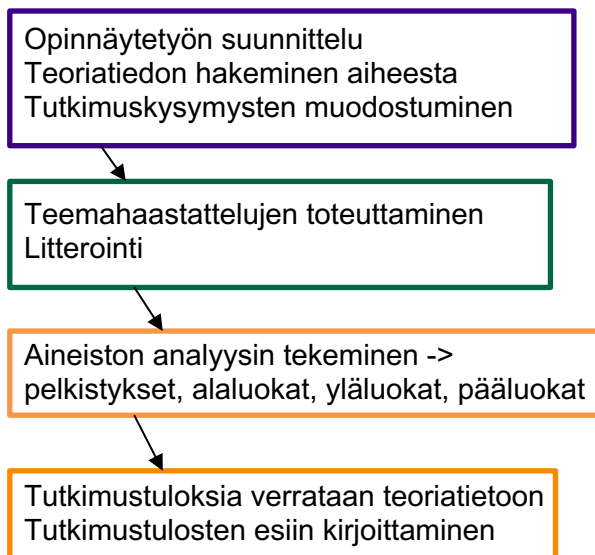 Opinnäytetyön suunnittelu
Teoriatiedon hakeminen aiheesta
Tutkimuskysymysten muodostuminen
Teemahaastattelujen toteuttaminen
Litterointi
Aineiston analyysin tekeminen ->
pelkistykset, alaluokat, yläluokat, pääluokat
Tutkimustuloksia verrataan teoriatietoon
Tutkimustulosten esiin kirjoittaminen